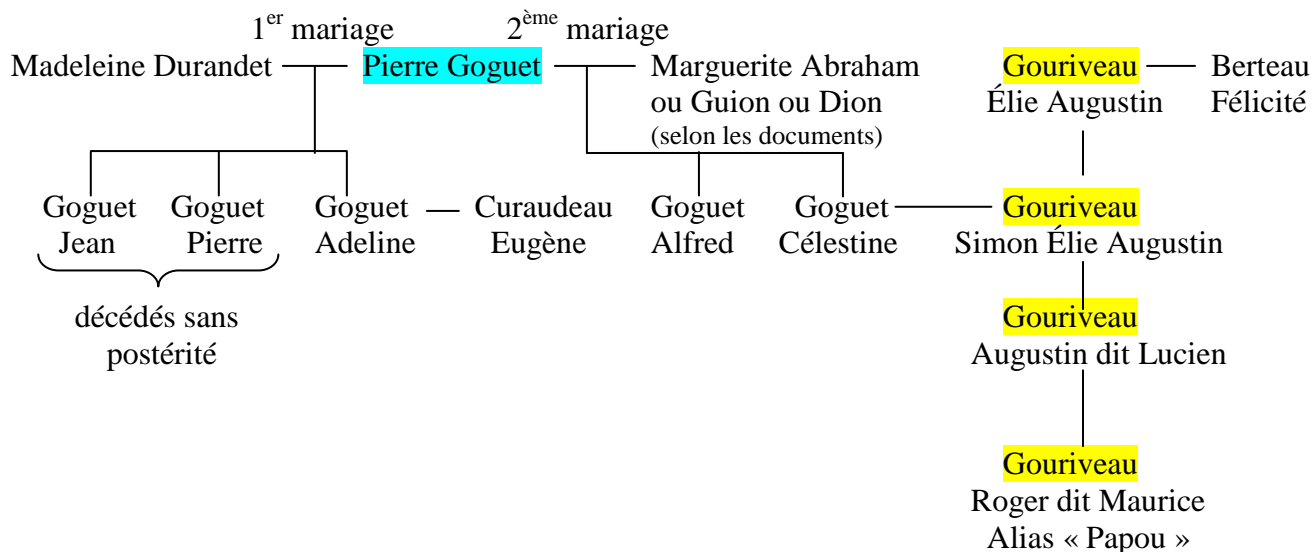 1er mariage 2ème mariage
Madeleine Durandet Pierre Goguet Marguerite Abraham Gouriveau Berteau
ou Guion ou Dion Élie Augustin Félicité
(selon les documents)
Goguet Goguet Goguet Curaudeau Goguet Goguet Gouriveau
Jean Pierre Adeline Eugène Alfred Célestine Simon Élie Augustin
décédés sans Gouriveau
postérité Augustin dit Lucien
Gouriveau
Roger dit Maurice
Alias « Papou »